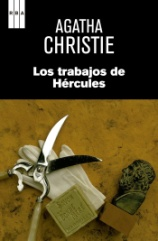 RBA
AGATHA
CHRISTIE
Los trabajos de
Hércules